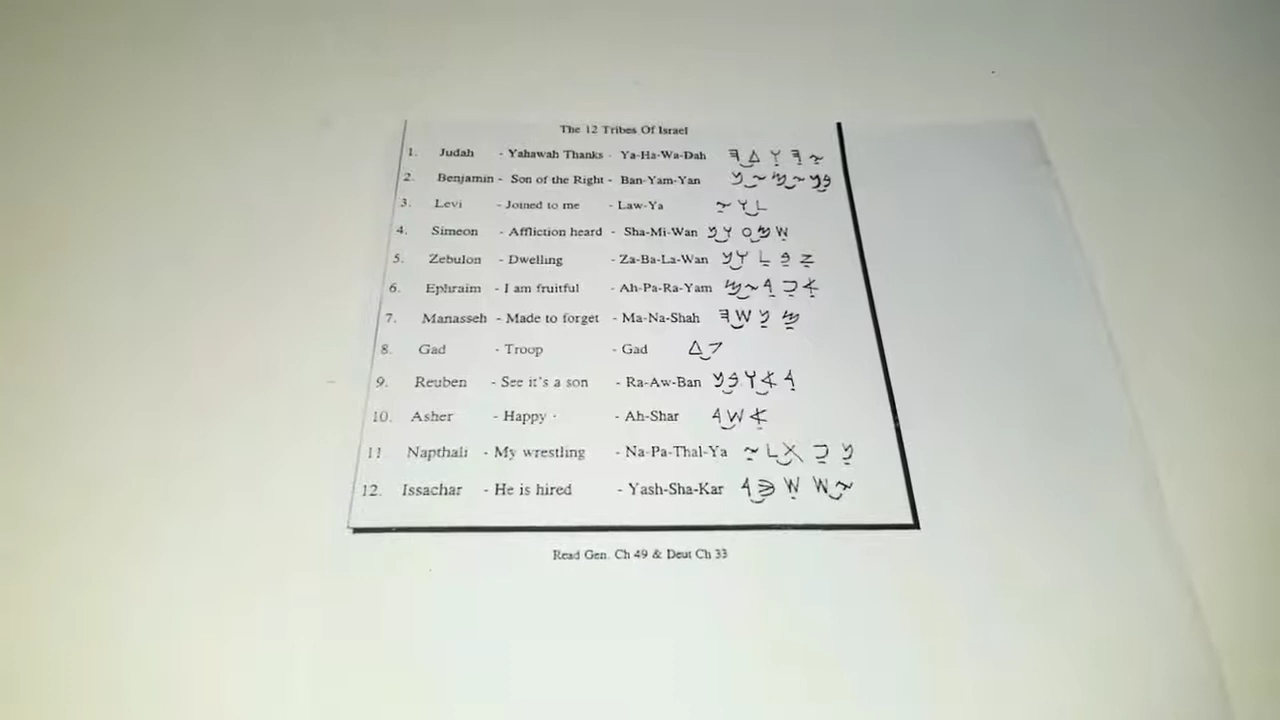 The 12 Tribes Of Israel
1. Judah - Yahawah Thanks - Ya-Ha-Wa-Dah
2. Benjamin - Son of the Right - Ban-Yam-Yan
3. Levi - Joined to me - Law-Ya
4. Simeon - Affliction heard - Sha-Mi-Wan
5. Zebulon - Dwelling - Za-Ba-La-Wan
6. Ephraim - I am fruitful - Ah-Pa-Ra-Yam
7. Manasseh - Made to forget - Ma-Na-Shah
8. Gad - Troop - Gad
9. Reuben - See it's a son - Ra-Aw-Ban
10. Asher - Happy - Ah-Shar
11 Napthali - My wrestling - Na-Pa-Thal-Ya
12. Issachar - He is hired - Yash-Sha-Kar
Read Gen. Ch 49 & Deut Ch 33